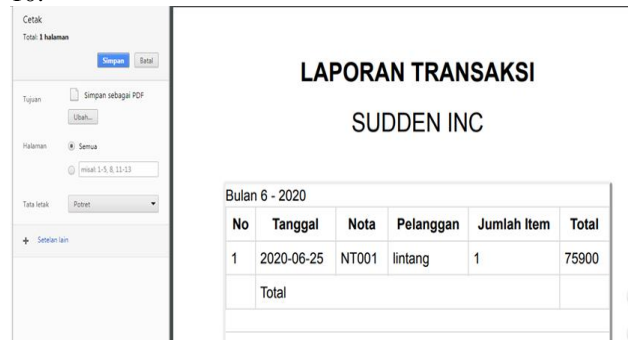 Cetak
Total: 1 halaman
Simpan Batal
Tujuan Simpan sebagai PDF
Ubah...
Halaman Semua
misal: 1-5, 8, 11-13
Tata letak Potret
+ Setelan lain
LAPORAN TRANSAKSI
SUDDEN INC
Bulan 6 - 2020
No Tanggal Nota Pelanggan Jumlah Item Total
1 2020-06-25 NT001 lintang 1 75900
Total